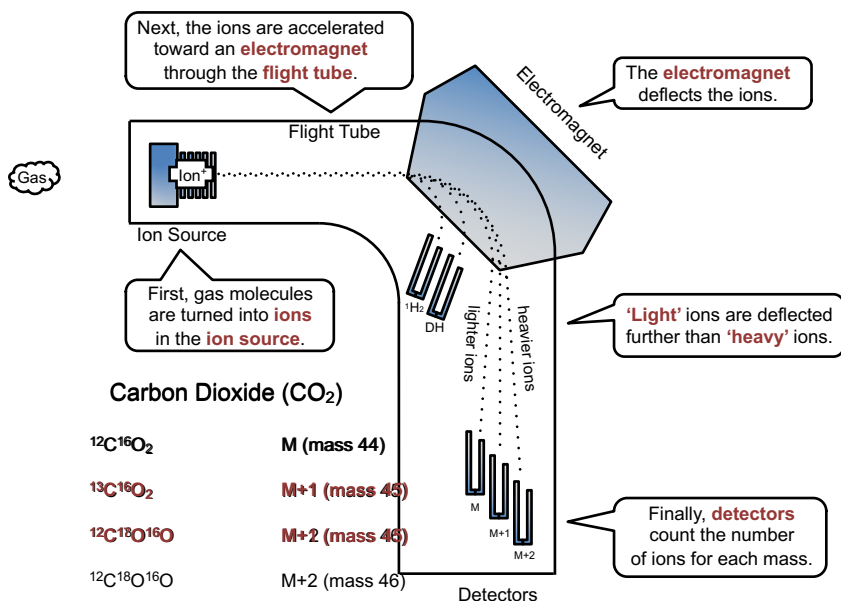 Next, the ions are accelerated
toward an electromagnet
through the flight tube.
The electromagnet
deflects the ions.
Electromagnet
Flight Tube
Gas
Ion⁺
Ion Source
First, gas molecules
are turned into ions
in the ion source.
¹H₂
DH
lighter ions
heavier ions
‘Light’ ions are deflected
further than ‘heavy’ ions.
Carbon Dioxide (CO₂)
¹²C¹⁶O₂ M (mass 44)
¹³C¹⁶O₂ M+1 (mass 45)
(mass 45)
¹²C¹⁸O¹⁶O M+2 (mass 46)
M
M+1
M+2
Finally, detectors
count the number
of ions for each mass.
Detectors